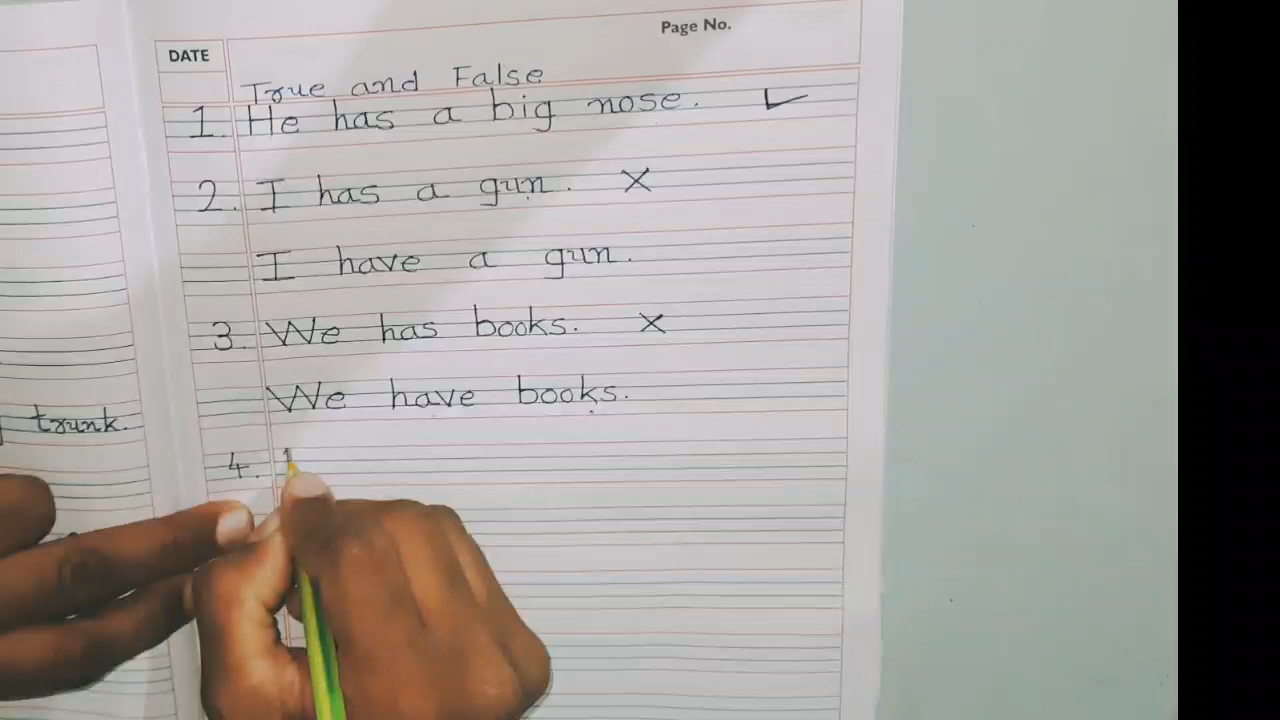 Page No.
DATE
True and False
1. He has a big nose. ✓
2. I has a gun. ×
I have a gun.
3. We has books. ×
We have books.
trunk.
4.